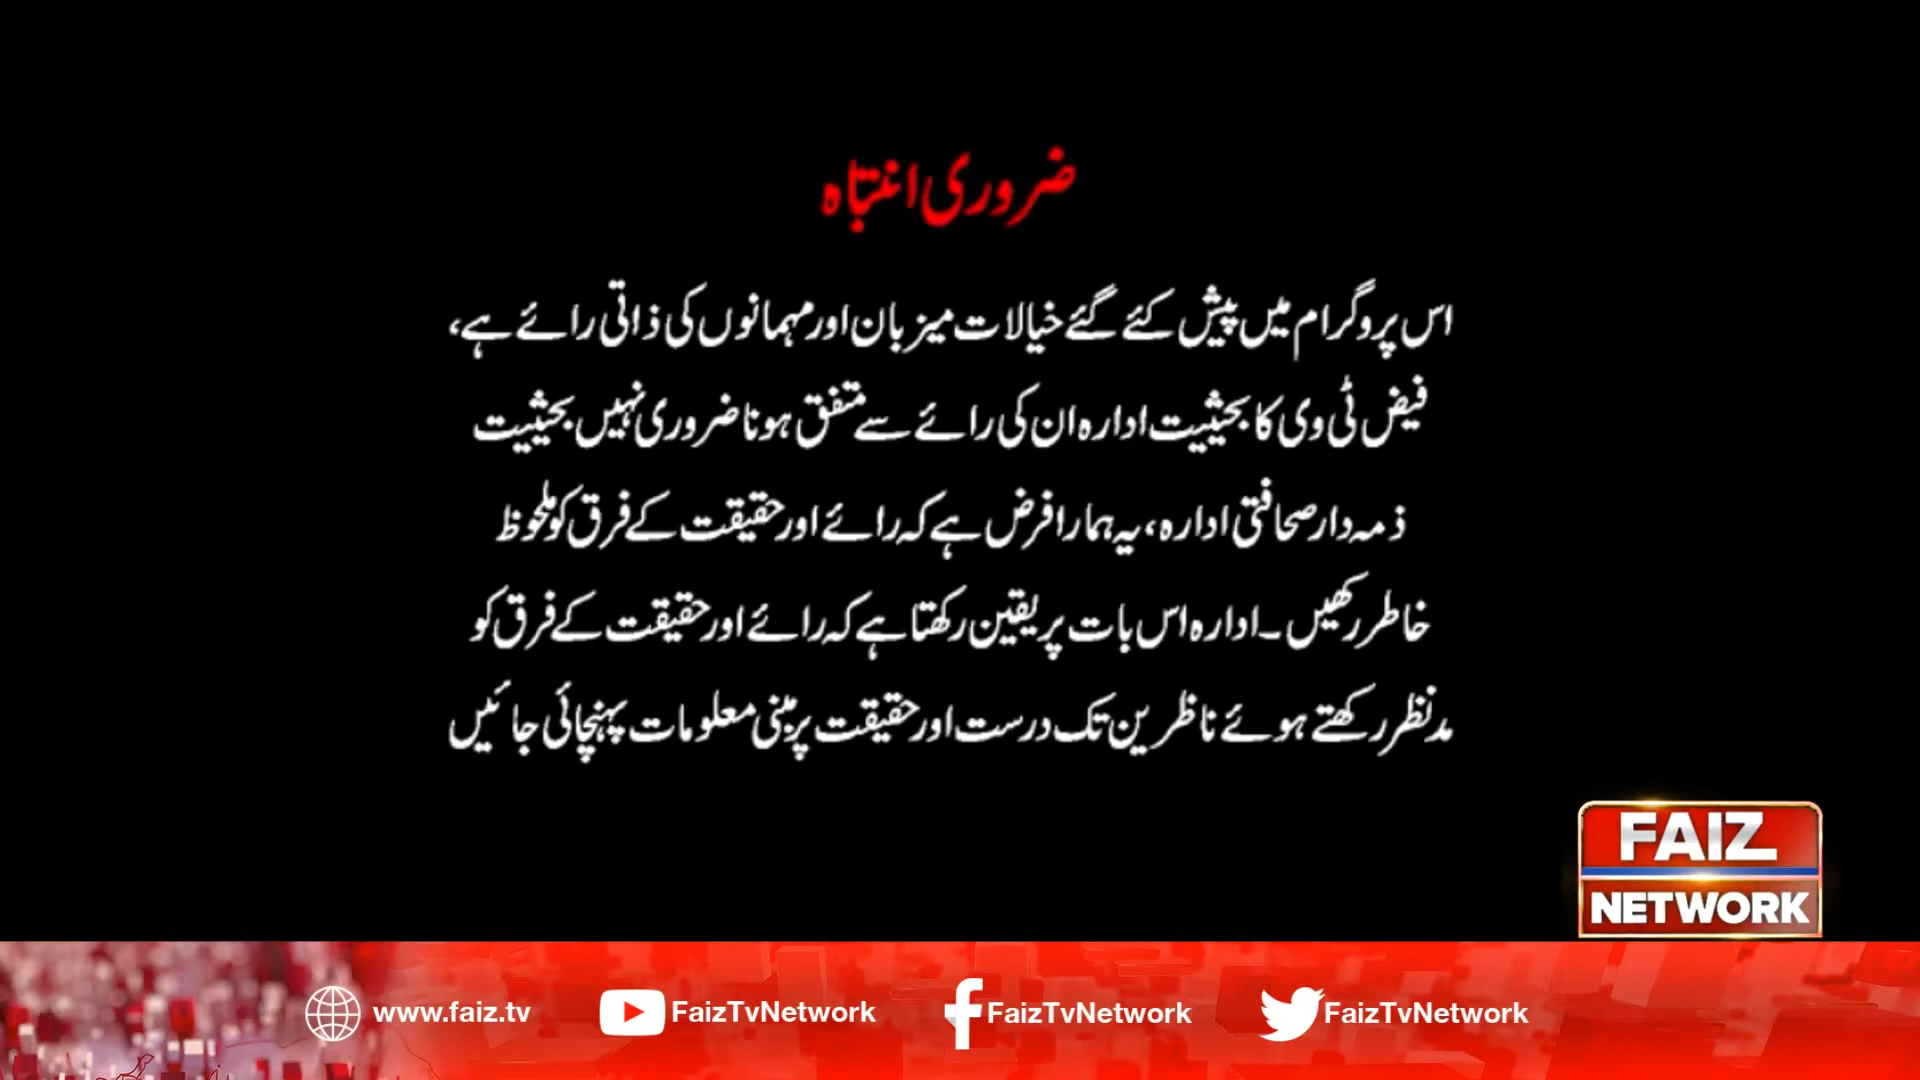 ضروری انتباہ
اس پروگرام میں پیش کئے گئے خیالات میزبان اور مہمانوں کی ذاتی رائے ہے،
فیض ٹی وی کا بحیثیت ادارہ ان کی رائے سے متفق ہونا ضروری نہیں بحیثیت
ذمہ دار صحافتی ادارہ، یہ ہمارا فرض ہے کہ رائے اور حقیقت کے فرق کو ملحوظ
خاطر رکھیں۔ ادارہ اس بات پر یقین رکھتا ہے کہ رائے اور حقیقت کے فرق کو
مدنظر رکھتے ہوئے ناظرین تک درست اور حقیقت پر مبنی معلومات پہنچائی جائیں
FAIZ
NETWORK
www.faiz.tv FaizTvNetwork FaizTvNetwork FaizTvNetwork